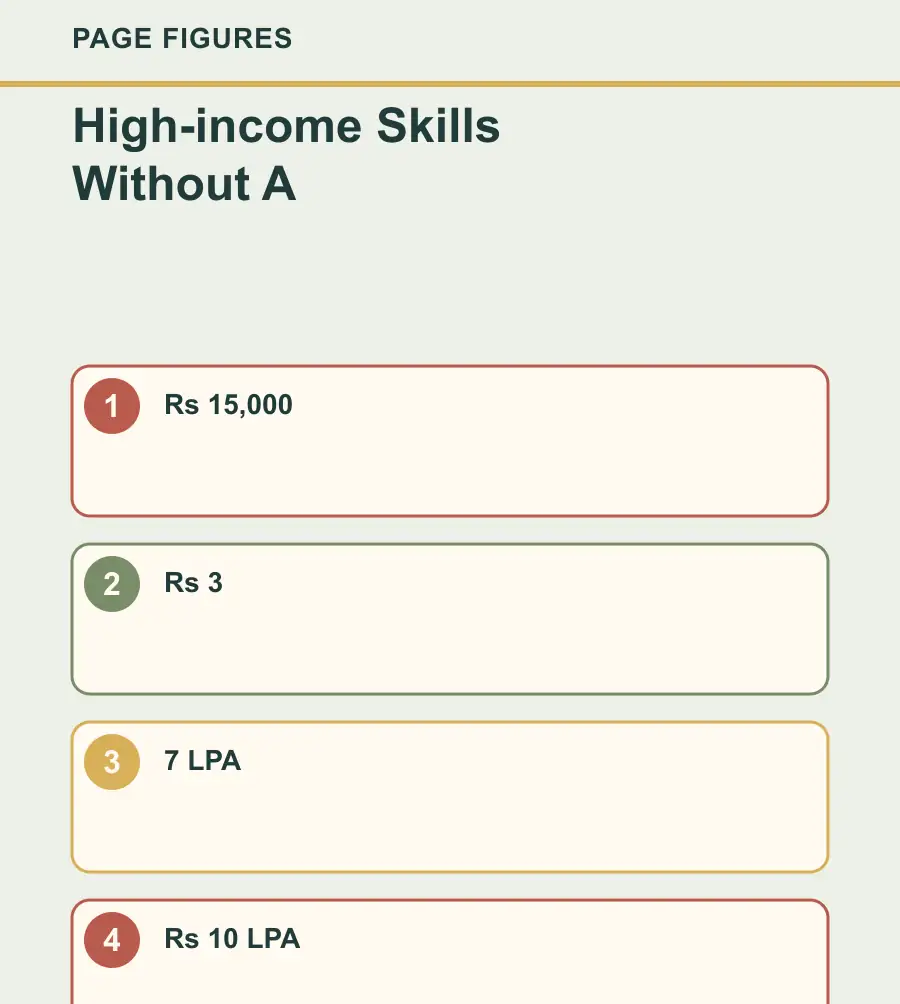 PAGE FIGURES
High-income Skills
Without A
1
Rs 15,000
2
Rs 3
3
7 LPA
4
Rs 10 LPA